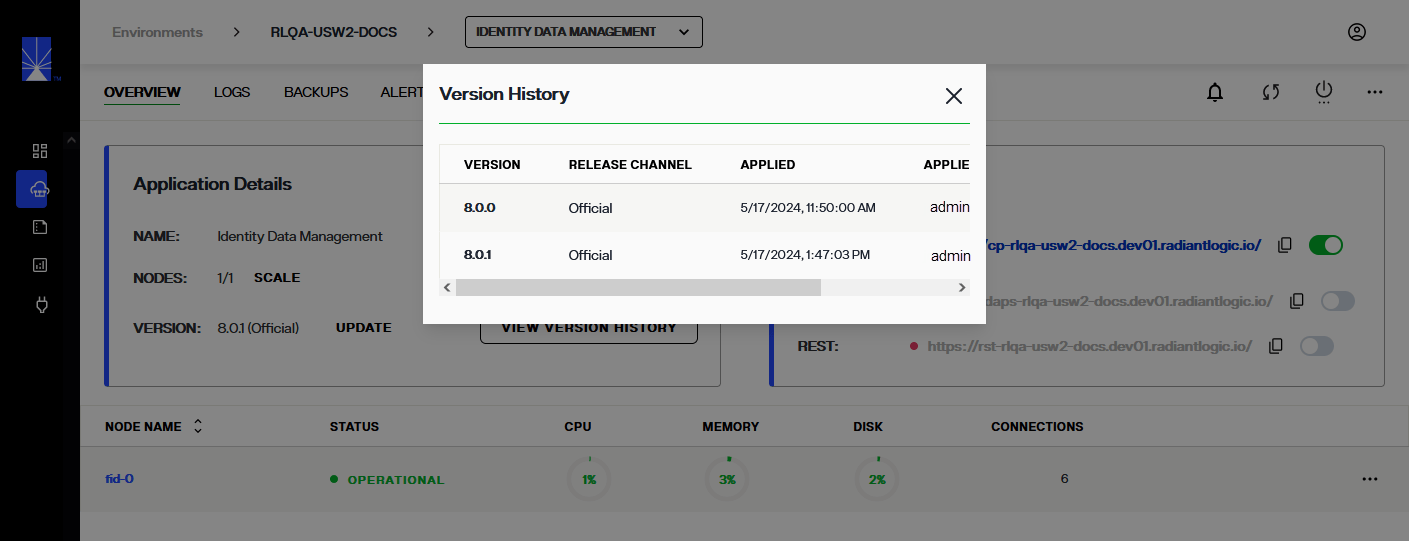 Environments > RLQA-USW2-DOCS > IDENTITY DATA MANAGEMENT
OVERVIEW LOGS BACKUPS ALERT
Version History
VERSION RELEASE CHANNEL APPLIED APPLIE
8.0.0 Official 5/17/2024, 11:50:00 AM admin
8.0.1 Official 5/17/2024, 1:47:03 PM admin
Application Details
NAME: Identity Data Management
NODES: 1/1 SCALE
VERSION: 8.0.1 (Official) UPDATE VIEW VERSION HISTORY
/cp-rlqa-usw2-docs.dev01.radiantlogic.io/
daps-rlqa-usw2-docs.dev01.radiantlogic.io/
REST: https://rst-rlqa-usw2-docs.dev01.radiantlogic.io/
NODE NAME STATUS CPU MEMORY DISK CONNECTIONS
fid-0 OPERATIONAL 1% 3% 2% 6